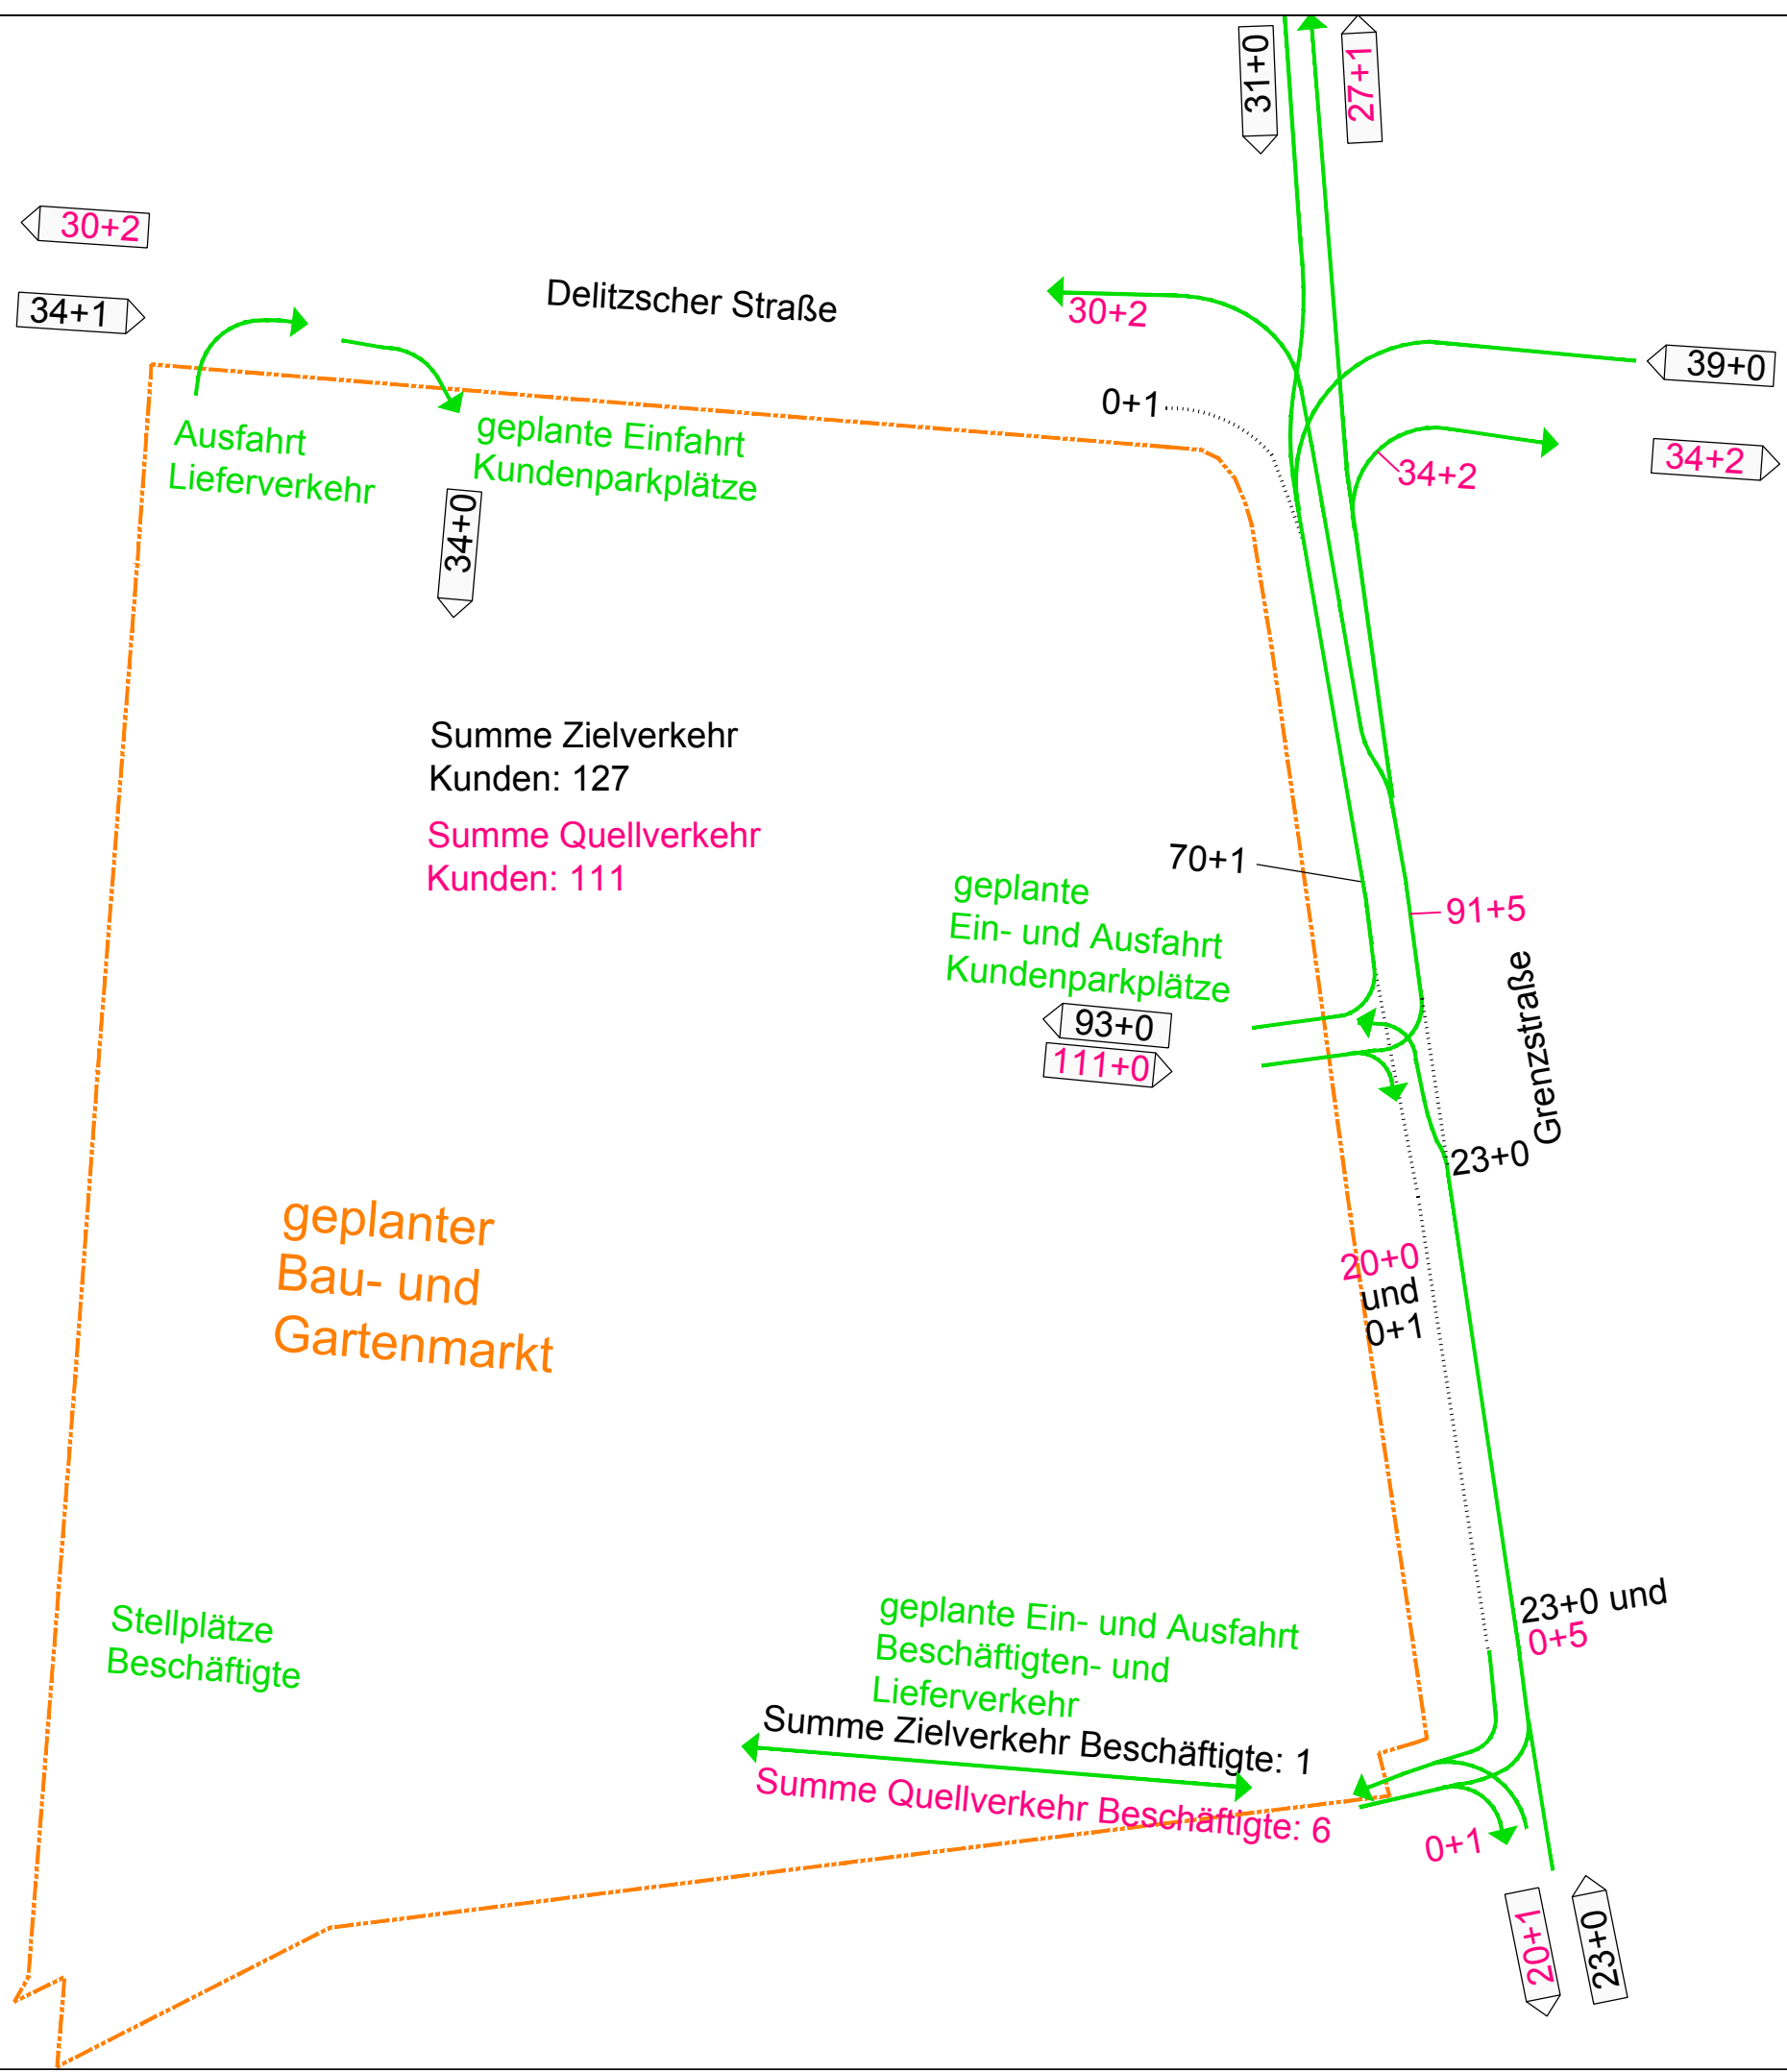 31+0
27+1
30+2
34+1
Delitzscher Straße
30+2
39+0
0+1
34+2
34+2
Ausfahrt
Lieferverkehr
geplante Einfahrt
Kundenparkplätze
34+0
Summe Zielverkehr
Kunden: 127
Summe Quellverkehr
Kunden: 111
70+1
91+5
geplante
Ein- und Ausfahrt
Kundenparkplätze
93+0
111+0
Grenzstraße
23+0
geplanter
Bau- und
Gartenmarkt
20+0
und
0+1
Stellplätze
Beschäftigte
geplante Ein- und Ausfahrt
Beschäftigten- und
Lieferverkehr
23+0 und
0+5
Summe Zielverkehr Beschäftigte: 1
Summe Quellverkehr Beschäftigte: 6
0+1
20+1
23+0